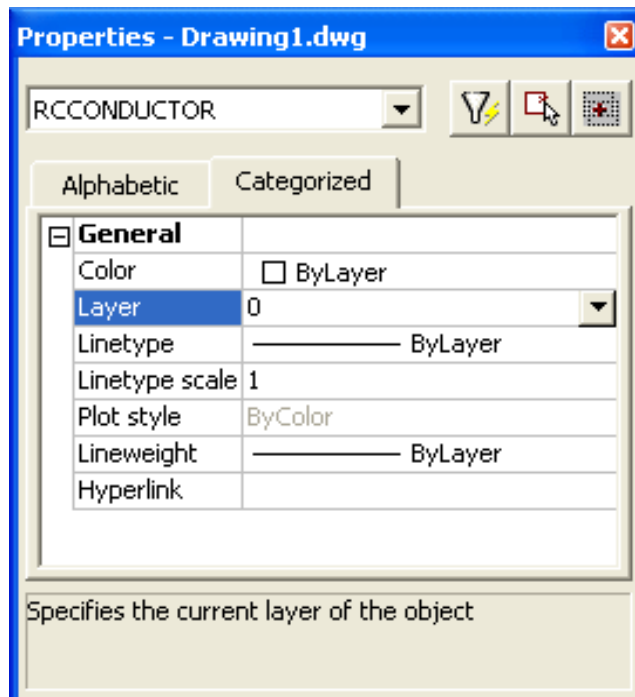 Properties - Drawing1.dwg
RCCONDUCTOR
Alphabetic Categorized
General
Color ByLayer
Layer 0
Linetype ByLayer
Linetype scale 1
Plot style ByColor
Lineweight ByLayer
Hyperlink
Specifies the current layer of the object